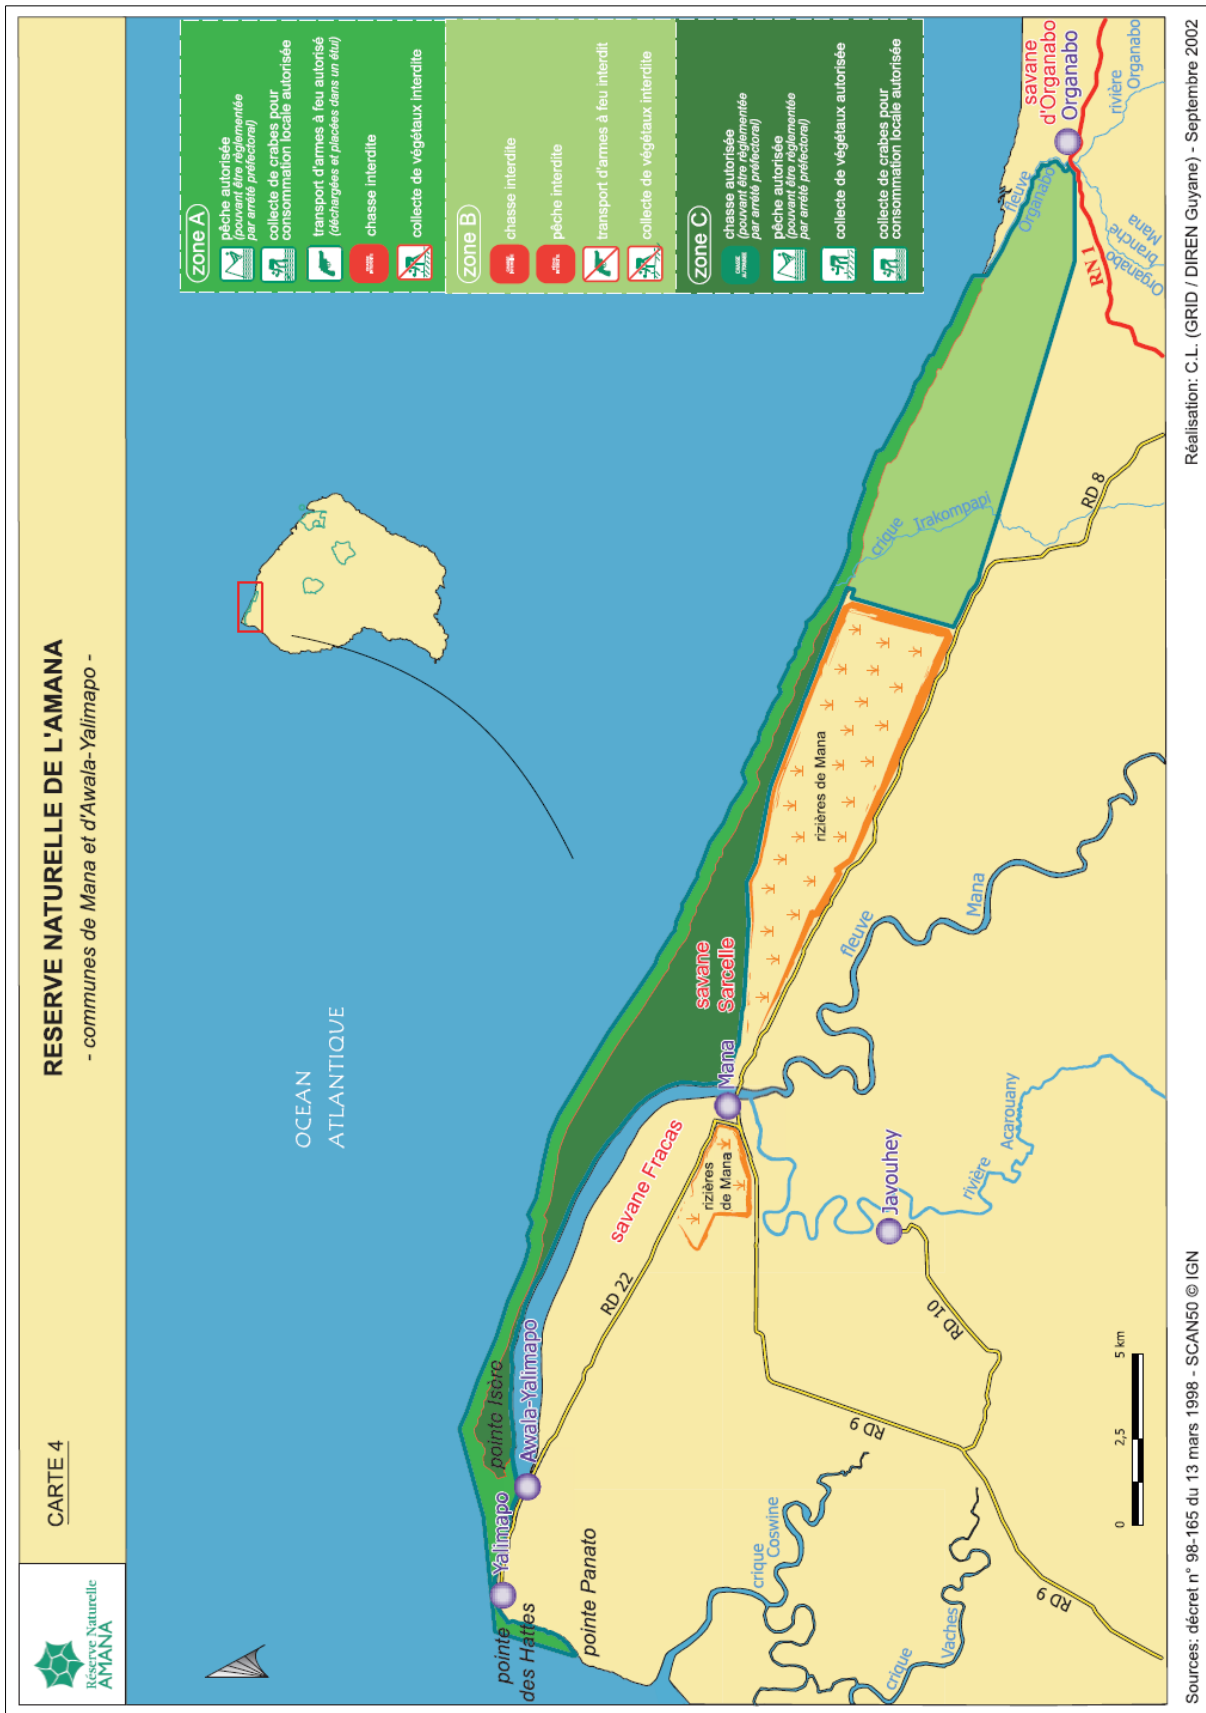 Réserve Naturelle
AMANA
CARTE 4
RESERVE NATURELLE DE L'AMANA
- communes de Mana et d'Awala-Yalimapo -
OCEAN
ATLANTIQUE
zone A
pêche autorisée
(pouvant être règlementée
par arrêté préfectoral)
collecte de crabes pour
consommation locale autorisée
transport d'armes à feu autorisé
(déchargées et placées dans un étui)
chasse interdite
collecte de végétaux interdite
zone B
chasse interdite
pêche interdite
transport d'armes à feu interdit
collecte de végétaux interdite
zone C
chasse autorisée
(pouvant être règlementée
par arrêté préfectoral)
pêche autorisée
(pouvant être règlementée
par arrêté préfectoral)
collecte de végétaux autorisée
collecte de crabes pour
consommation locale autorisée
pointe Isère
Yalimapo
Awala-Yalimapo
pointe
des Hattes
pointe Panato
savane Fracas
RD 22
rizières
de Mana
Mana
savane
Sarcelle
rizières de Mana
crique
Irakompapi
fleuve
Organabo
savane
d'Organabo
Organabo
rivière
Organabo
RN 1
Organabo
branche
Mana
RD 8
fleuve
Mana
rivière
Acarouany
Javouhey
RD 10
RD 9
RD 9
crique
Coswine
crique
Vaches
0
2,5
5 km
Sources: décret n° 98-165 du 13 mars 1998 - SCAN50 © IGN
Réalisation: C.L. (GRID / DIREN Guyane) - Septembre 2002